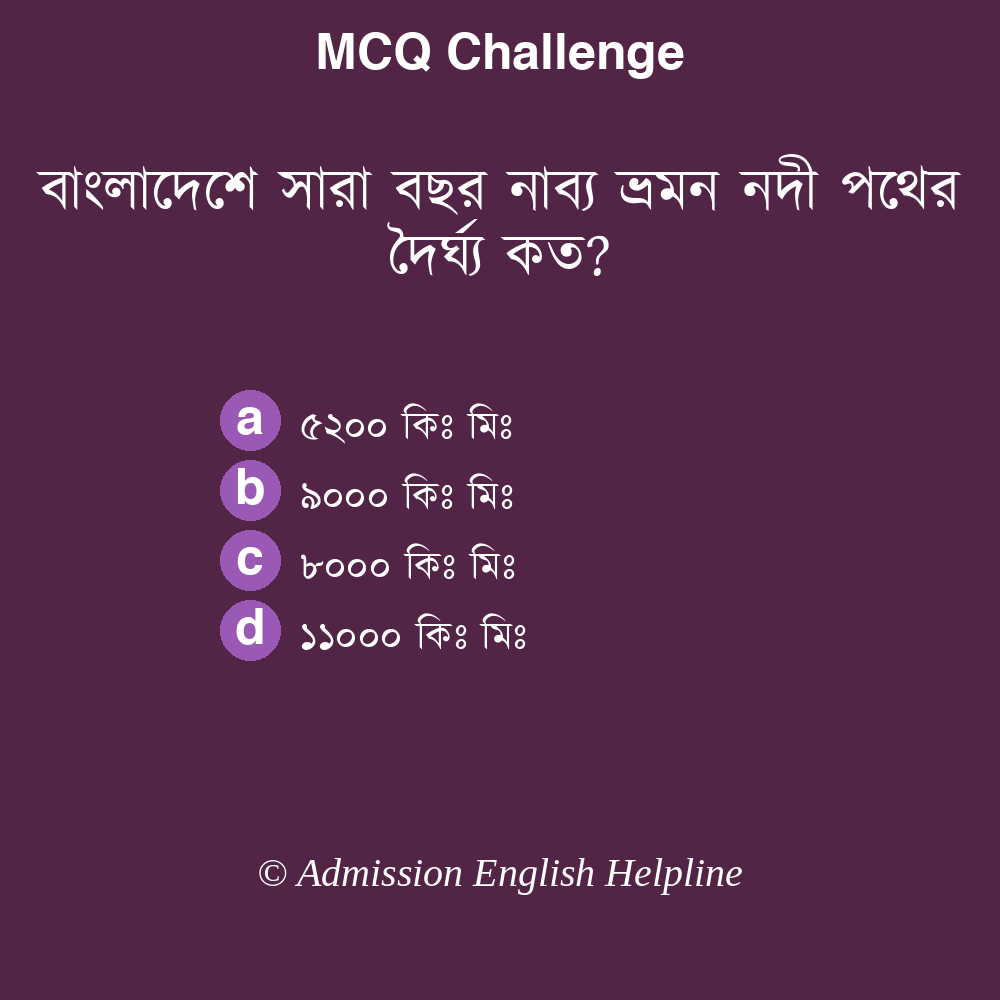 MCQ Challenge
বাংলাদেশে সারা বছর নাব্য ভ্রমন নদী পথের
দৈর্ঘ্য কত?
a ৫২০০ কিঃ মিঃ
b ৯০০০ কিঃ মিঃ
c ৮০০০ কিঃ মিঃ
d ১১০০০ কিঃ মিঃ
© Admission English Helpline